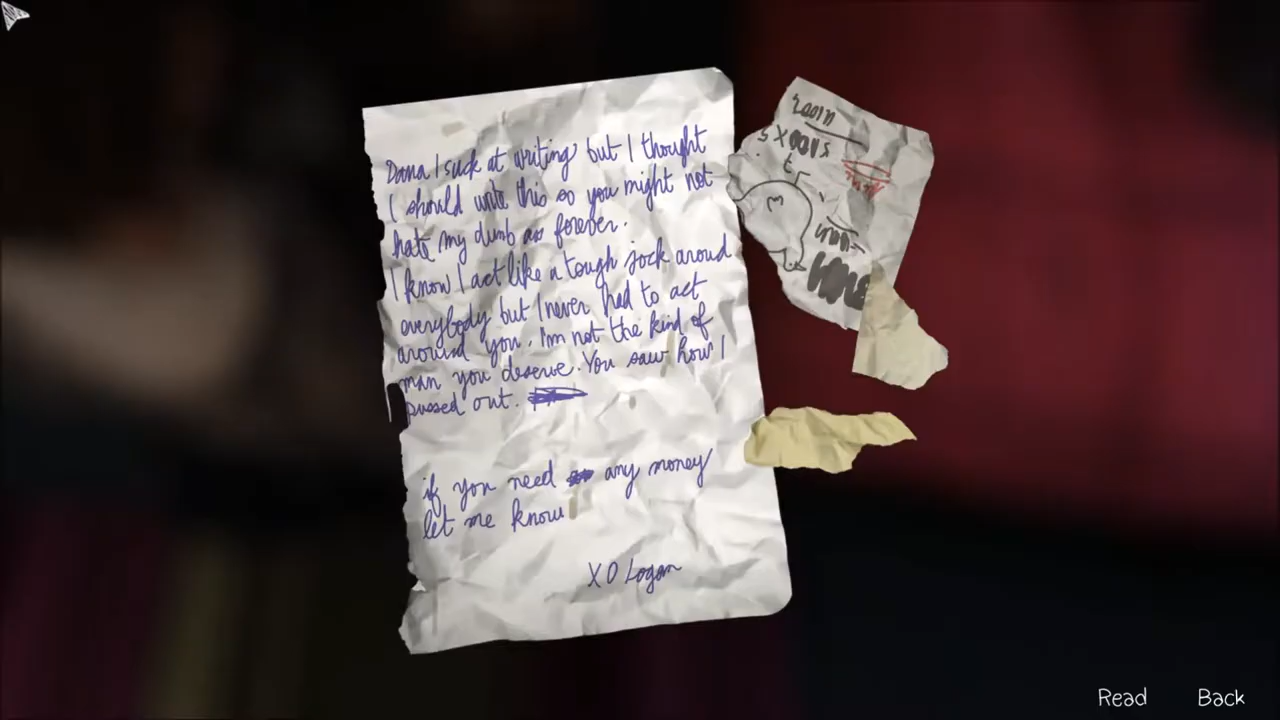 Dana I suck at writing but I thought
I should write this so you might not
hate my dumb ass forever.
I know I act like a tough jock aroud
everybody but I never had to act
around you. I'm not the kind of
man you deserve. You saw how I
pussed out.
if you need any money
let me know
XO Logan
Read
Back